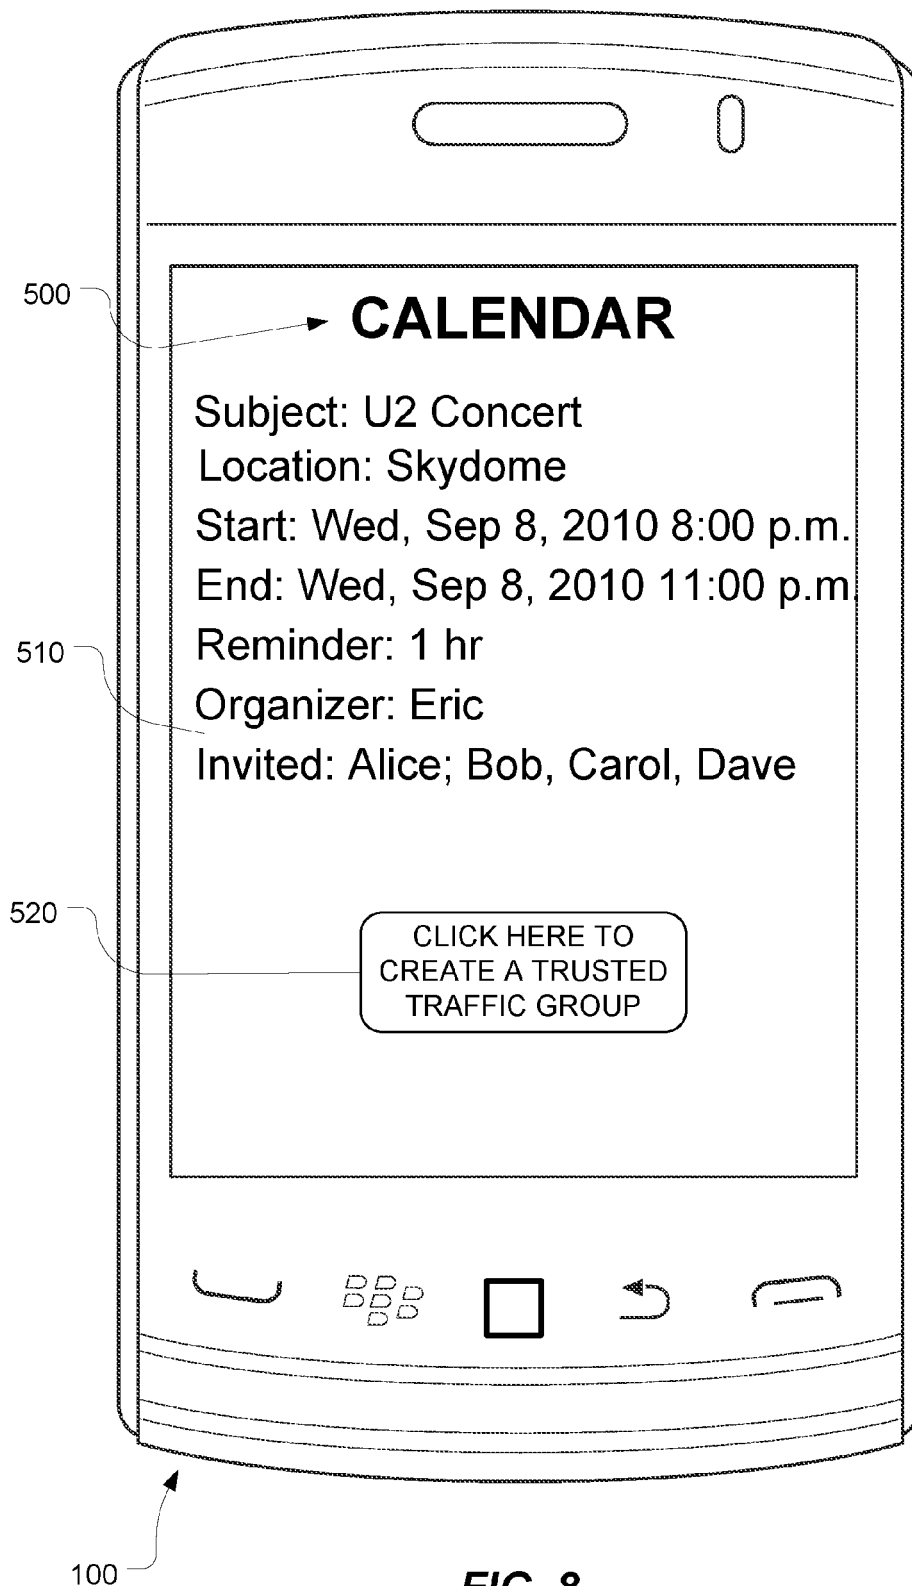 500
CALENDAR
Subject: U2 Concert
Location: Skydome
Start: Wed, Sep 8, 2010 8:00 p.m.
End: Wed, Sep 8, 2010 11:00 p.m.
Reminder: 1 hr
510
Organizer: Eric
Invited: Alice; Bob, Carol, Dave
520
CLICK HERE TO
CREATE A TRUSTED
TRAFFIC GROUP
100
FIG. 8